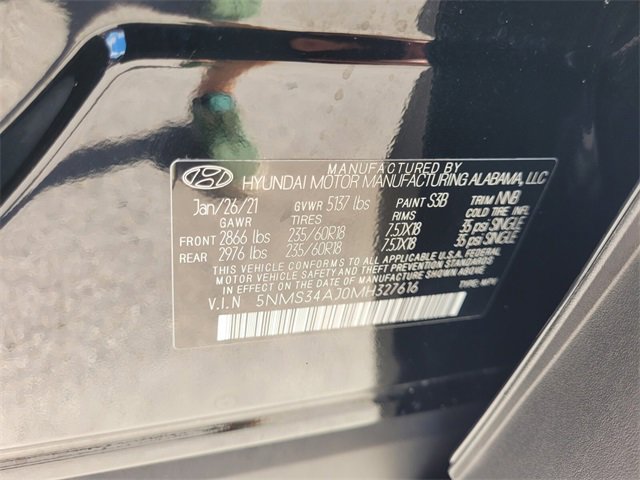 MANUFACTURED BY
HYUNDAI MOTOR MANUFACTURING ALABAMA, LLC
Jan/26/21 GVWR 5137 lbs PAINT S3B TRIM NNB
GAWR TIRES RIMS COLD TIRE INFL
FRONT 2866 lbs 235/60R18 7.5JX18 35 psi SINGLE
REAR 2976 lbs 235/60R18 7.5JX18 35 psi SINGLE
THIS VEHICLE CONFORMS TO ALL APPLICABLE U.S.A. FEDERAL
MOTOR VEHICLE SAFETY AND THEFT PREVENTION STANDARDS
IN EFFECT ON THE DATE OF MANUFACTURE SHOWN ABOVE
V.I.N 5NMS34AJ0MH327616 TYPE: MPV